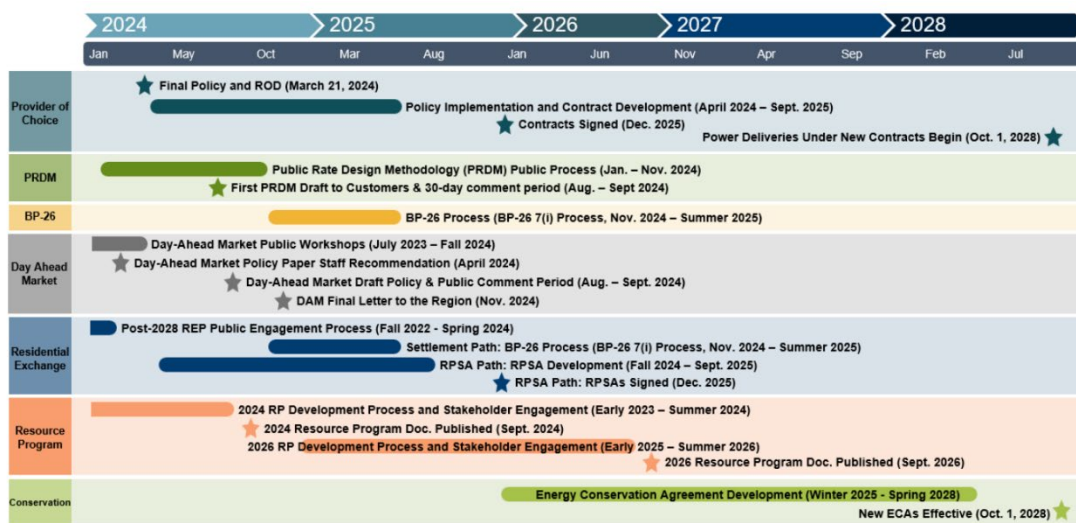 2024 2025 2026 2027 2028
Jan May Oct Mar Aug Jan Jun Nov Apr Sep Feb Jul
Provider of
Choice
Final Policy and ROD (March 21, 2024)
Policy Implementation and Contract Development (April 2024 – Sept. 2025)
Contracts Signed (Dec. 2025)
Power Deliveries Under New Contracts Begin (Oct. 1, 2028)
PRDM
Public Rate Design Methodology (PRDM) Public Process (Jan. – Nov. 2024)
First PRDM Draft to Customers & 30-day comment period (Aug. – Sept 2024)
BP-26
BP-26 Process (BP-26 7(i) Process, Nov. 2024 – Summer 2025)
Day Ahead
Market
Day-Ahead Market Public Workshops (July 2023 – Fall 2024)
Day-Ahead Market Policy Paper Staff Recommendation (April 2024)
Day-Ahead Market Draft Policy & Public Comment Period (Aug. – Sept. 2024)
DAM Final Letter to the Region (Nov. 2024)
Residential
Exchange
Post-2028 REP Public Engagement Process (Fall 2022 - Spring 2024)
Settlement Path: BP-26 Process (BP-26 7(i) Process, Nov. 2024 – Summer 2025)
RPSA Path: RPSA Development (Fall 2024 – Sept. 2025)
RPSA Path: RPSAs Signed (Dec. 2025)
Resource
Program
2024 RP Development Process and Stakeholder Engagement (Early 2023 – Summer 2024)
2024 Resource Program Doc. Published (Sept. 2024)
2026 RP Development Process and Stakeholder Engagement (Early 2025 – Summer 2026)
2026 Resource Program Doc. Published (Sept. 2026)
Conservation
Energy Conservation Agreement Development (Winter 2025 - Spring 2028)
New ECAs Effective (Oct. 1, 2028)